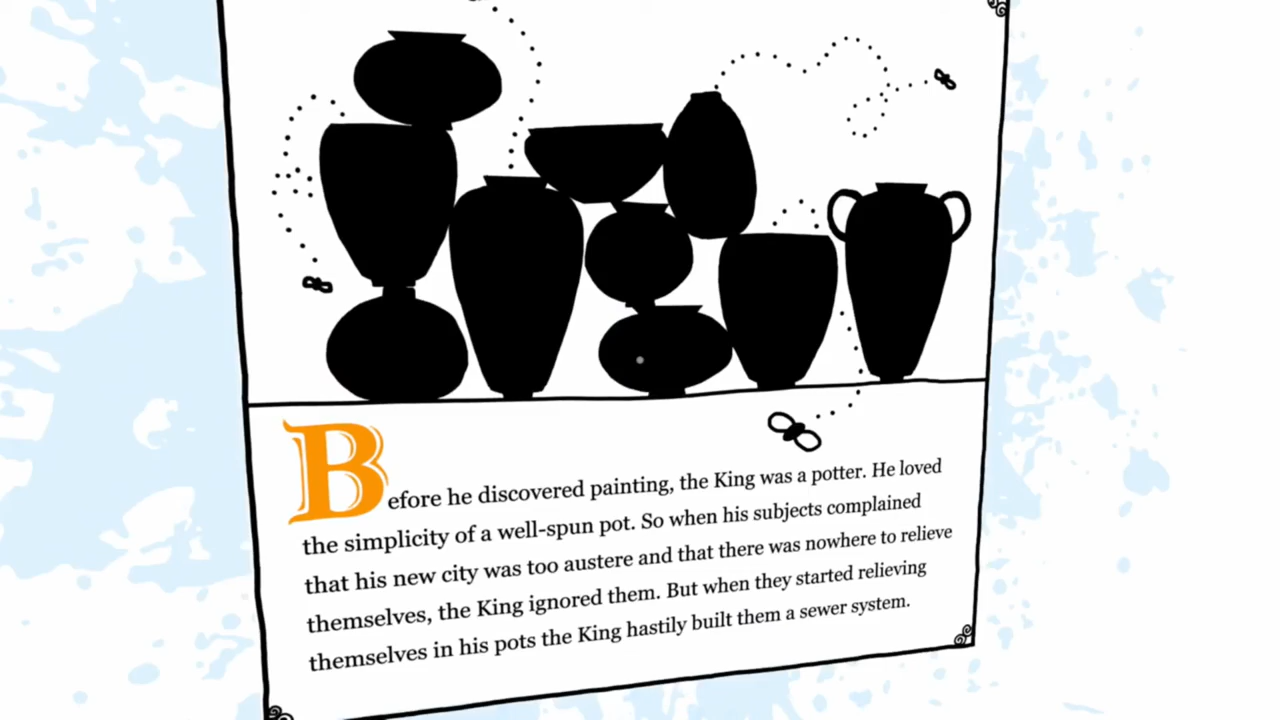 Before he discovered painting, the King was a potter. He loved
the simplicity of a well-spun pot. So when his subjects complained
that his new city was too austere and that there was nowhere to relieve
themselves, the King ignored them. But when they started relieving
themselves in his pots the King hastily built them a sewer system.